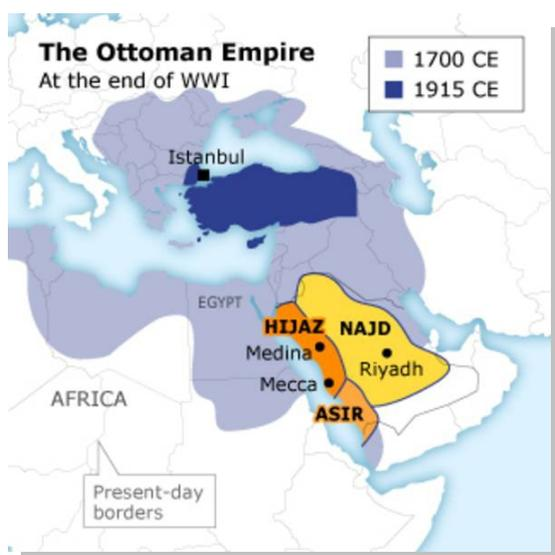 The Ottoman Empire
At the end of WWI
1700 CE
1915 CE
Istanbul
EGYPT
HIJAZ
NAJD
Medina
Riyadh
Mecca
AFRICA
ASIR
Present-day
borders